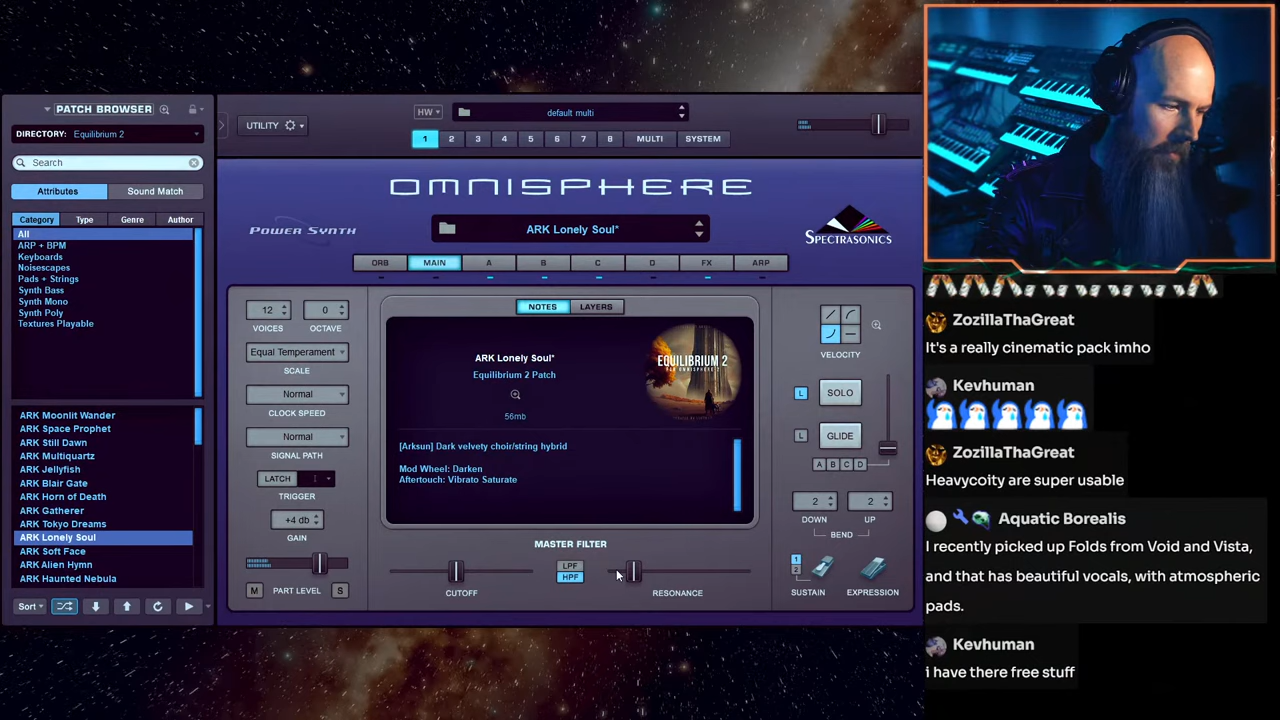 PATCH BROWSER
DIRECTORY: Equilibrium 2
Search
Attributes Sound Match
Category Type Genre Author
All
ARP + BPM
Keyboards
Noisescapes
Pads + Strings
Synth Bass
Synth Mono
Synth Poly
Textures Playable
ARK Moonlit Wander
ARK Space Prophet
ARK Still Dawn
ARK Multiquartz
ARK Jellyfish
ARK Blair Gate
ARK Horn of Death
ARK Gatherer
ARK Tokyo Dreams
ARK Lonely Soul
ARK Soft Face
ARK Alien Hymn
ARK Haunted Nebula
Sort
UTILITY
HW
default multi
1 2 3 4 5 6 7 8 MULTI SYSTEM
OMNISPHERE
POWER SYNTH
ARK Lonely Soul*
SPECTRASONICS
ORB MAIN A B C D FX ARP
12 0
VOICES OCTAVE
Equal Temperament
SCALE
Normal
CLOCK SPEED
Normal
SIGNAL PATH
LATCH
TRIGGER
+4 db
GAIN
M PART LEVEL S
NOTES LAYERS
ARK Lonely Soul*
Equilibrium 2 Patch
56mb
EQUILIBRIUM 2
[Arksun] Dark velvety choir/string hybrid
Mod Wheel: Darken
Aftertouch: Vibrato Saturate
MASTER FILTER
LPF
HPF
CUTOFF RESONANCE
VELOCITY
L SOLO
L GLIDE
A B C D
2 2
DOWN UP
BEND
1
2
SUSTAIN EXPRESSION
ZozillaThaGreat
It's a really cinematic pack imho
Kevhuman
ZozillaThaGreat
Heavycoity are super usable
Aquatic Borealis
I recently picked up Folds from Void and Vista,
and that has beautiful vocals, with atmospheric
pads.
Kevhuman
i have there free stuff